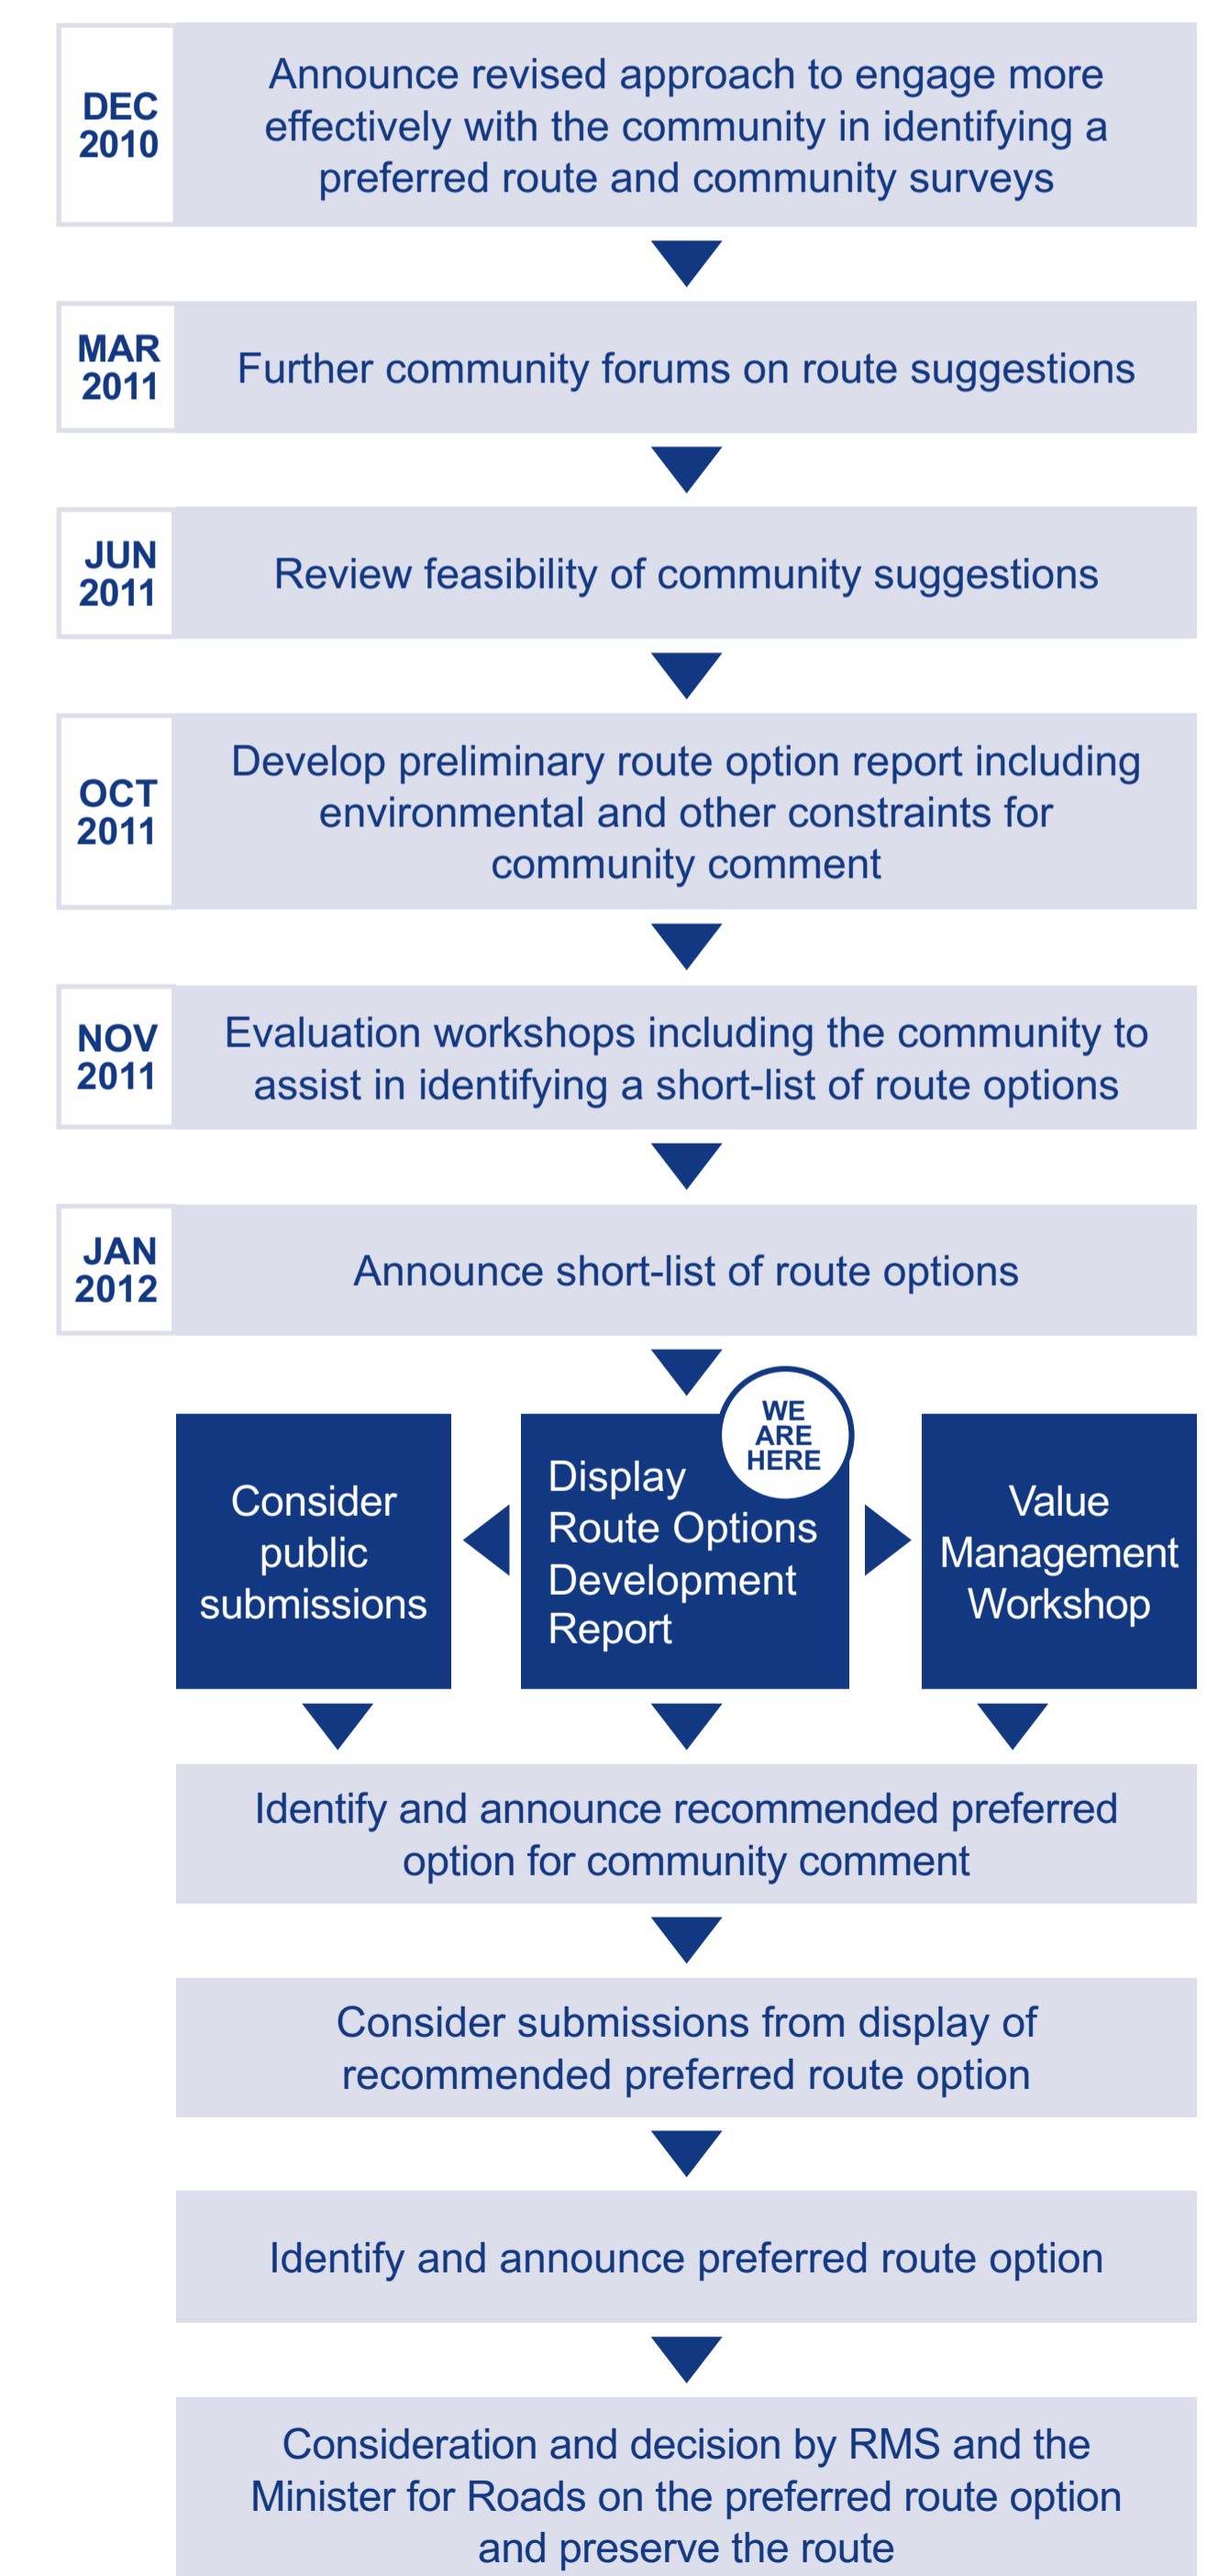 DEC
2010
Announce revised approach to engage more
effectively with the community in identifying a
preferred route and community surveys
MAR
2011
Further community forums on route suggestions
JUN
2011
Review feasibility of community suggestions
OCT
2011
Develop preliminary route option report including
environmental and other constraints for
community comment
NOV
2011
Evaluation workshops including the community to
assist in identifying a short-list of route options
JAN
2012
Announce short-list of route options
Consider
public
submissions
WE
ARE
HERE
Display
Route Options
Development
Report
Value
Management
Workshop
Identify and announce recommended preferred
option for community comment
Consider submissions from display of
recommended preferred route option
Identify and announce preferred route option
Consideration and decision by RMS and the
Minister for Roads on the preferred route option
and preserve the route